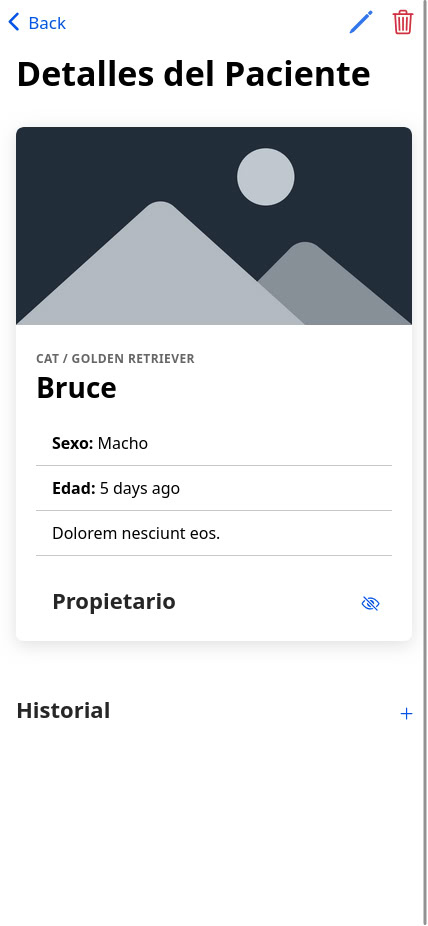 Back
Detalles del Paciente
CAT / GOLDEN RETRIEVER
Bruce
Sexo: Macho
Edad: 5 days ago
Dolorem nesciunt eos.
Propietario
Historial